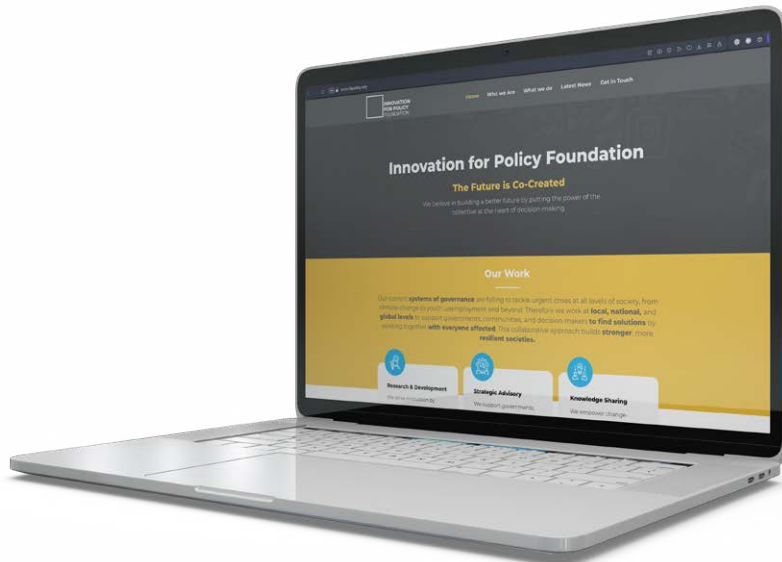 INNOVATION
FOR POLICY
FOUNDATION
Home Who we Are What we do Latest News Get in Touch
Innovation for Policy Foundation
The Future is Co-Created
We believe in building a better future by putting the power of the
collective at the heart of decision making.
Our Work
Our current systems of governance are failing to tackle urgent crises at all levels of society, from
climate change to youth unemployment and beyond. Therefore we work at local, national, and
global levels to support governments, communities, and decision makers to find solutions by
working together with everyone affected. This collaborative approach builds stronger, more
resilient societies.
Research & Development
Strategic Advisory
Knowledge Sharing
We drive innovation by
We support governments,
We empower change-